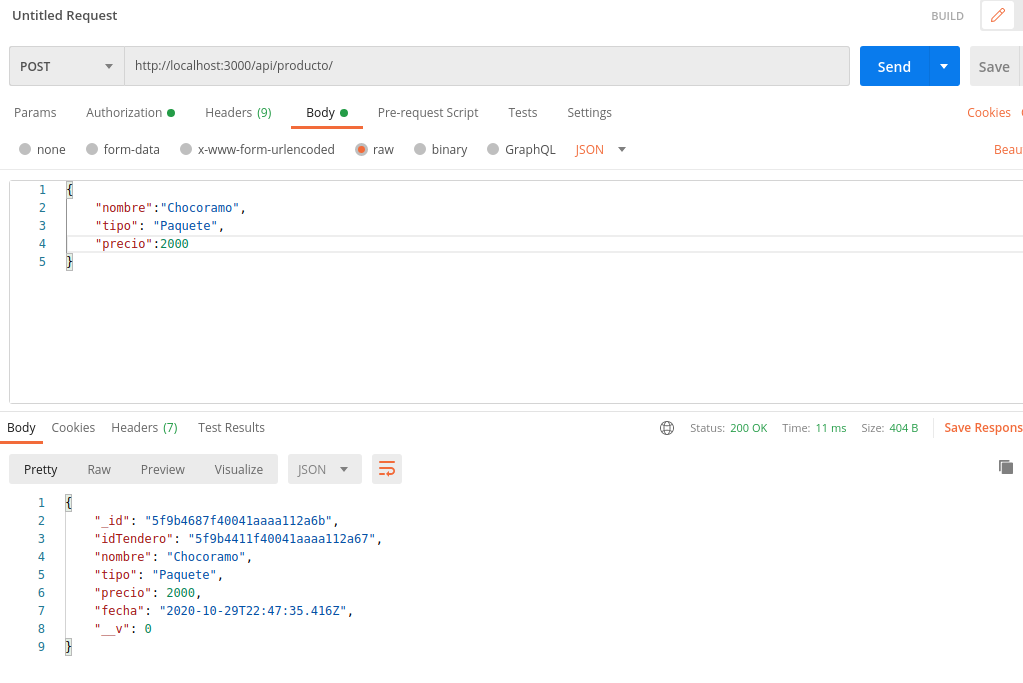 Untitled Request BUILD
POST http://localhost:3000/api/producto/ Send Save
Params Authorization Headers (9) Body Pre-request Script Tests Settings Cookies
none form-data x-www-form-urlencoded raw binary GraphQL JSON Beau
1 {
2 "nombre":"Chocoramo",
3 "tipo": "Paquete",
4 "precio":2000
5 }
Body Cookies Headers (7) Test Results Status: 200 OK Time: 11 ms Size: 404 B Save Respons
Pretty Raw Preview Visualize JSON
1 {
2 "_id": "5f9b4687f40041aaaa112a6b",
3 "idTendero": "5f9b4411f40041aaaa112a67",
4 "nombre": "Chocoramo",
5 "tipo": "Paquete",
6 "precio": 2000,
7 "fecha": "2020-10-29T22:47:35.416Z",
8 "__v": 0
9 }